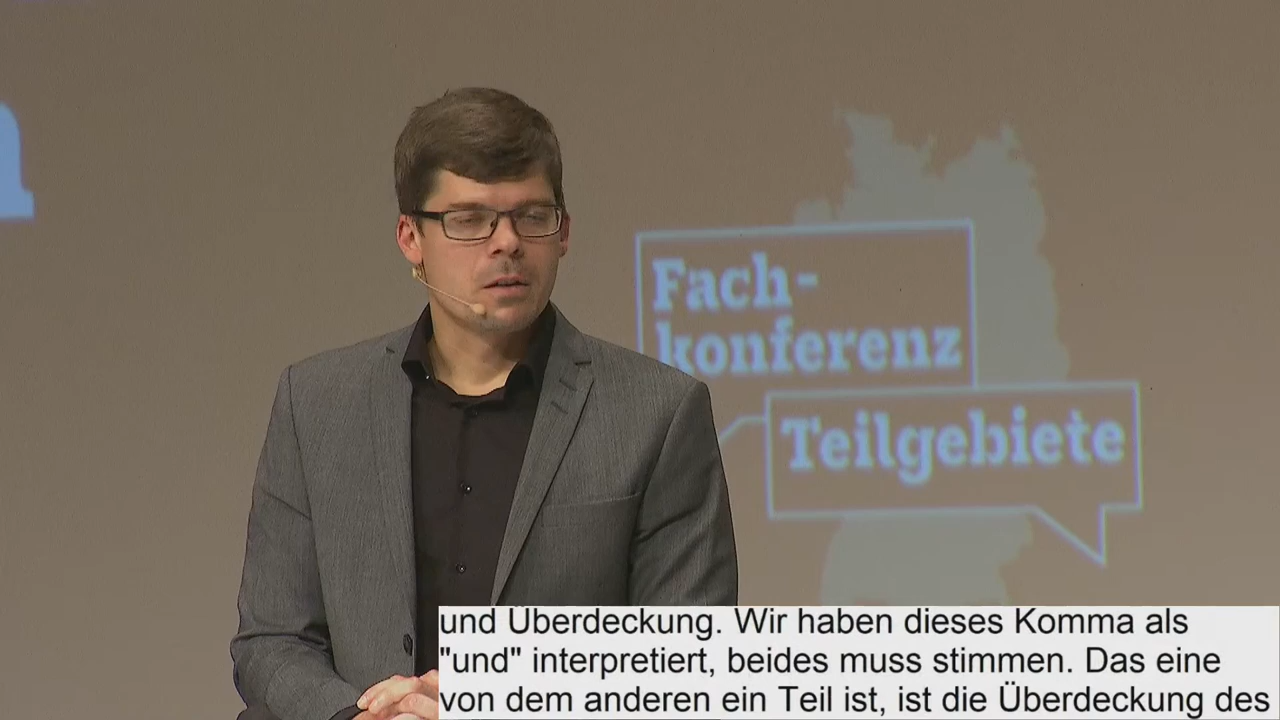 Fach-
konferenz
Teilgebiete
und Überdeckung. Wir haben dieses Komma als
"und" interpretiert, beides muss stimmen. Das eine
von dem anderen ein Teil ist, ist die Überdeckung des